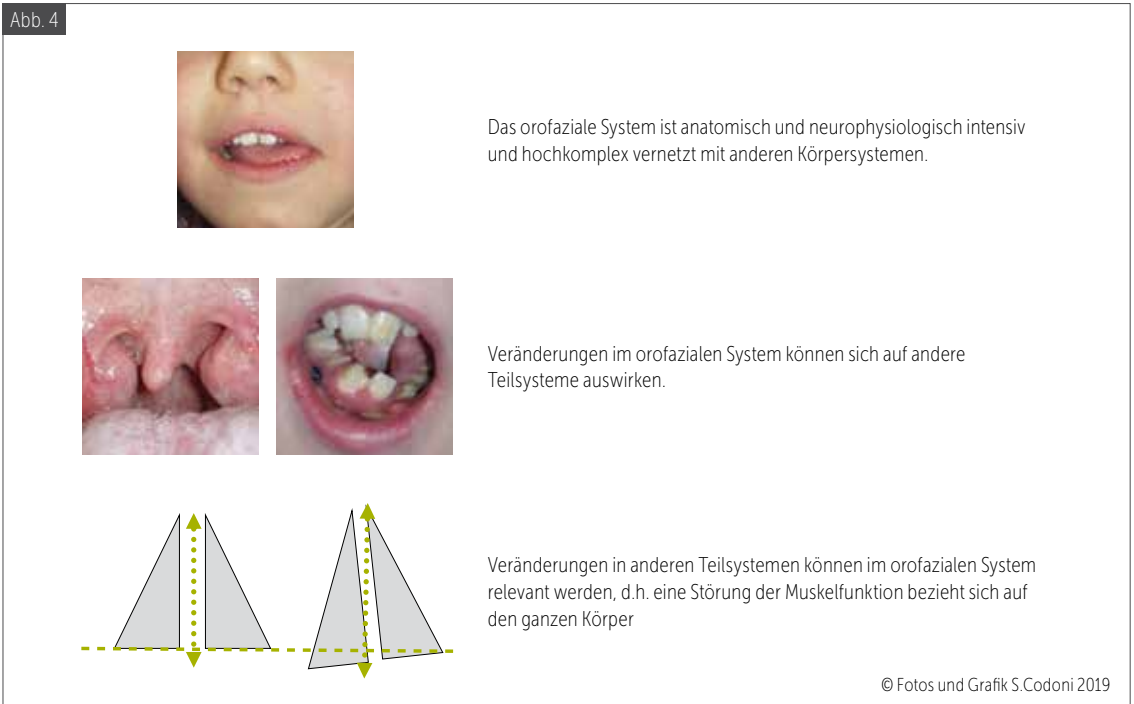 Abb. 4
Das orofaziale System ist anatomisch und neurophysiologisch intensiv
und hochkomplex vernetzt mit anderen Körpersystemen.
Veränderungen im orofazialen System können sich auf andere
Teilsysteme auswirken.
Veränderungen in anderen Teilsystemen können im orofazialen System
relevant werden, d.h. eine Störung der Muskelfunktion bezieht sich auf
den ganzen Körper
© Fotos und Grafik S.Codoni 2019